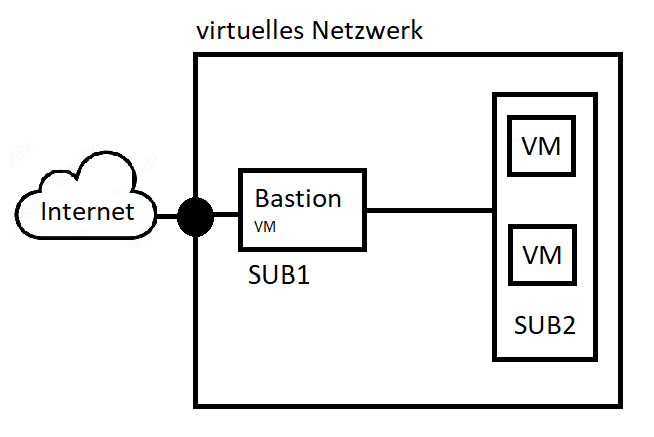 virtuelles Netzwerk
Internet
Bastion
VM
SUB1
VM
VM
SUB2